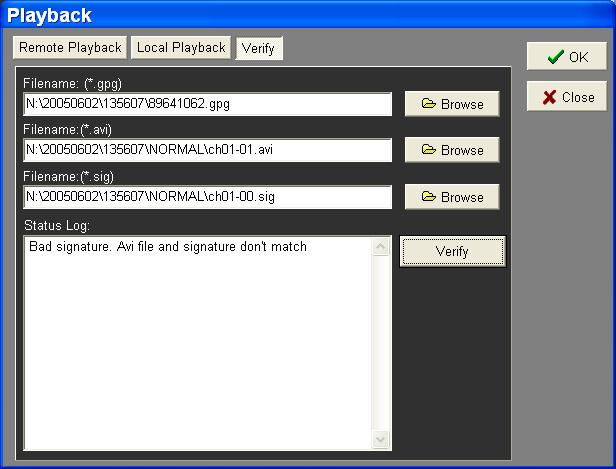 Playback
Remote Playback Local Playback Verify
OK
Filename: (*.gpg)
N:\20050602\135607\89641062.gpg Browse
Close
Filename:(*.avi)
N:\20050602\135607\NORMAL\ch01-01.avi Browse
Filename:(*.sig)
N:\20050602\135607\NORMAL\ch01-00.sig Browse
Status Log:
Bad signature. Avi file and signature don't match
Verify